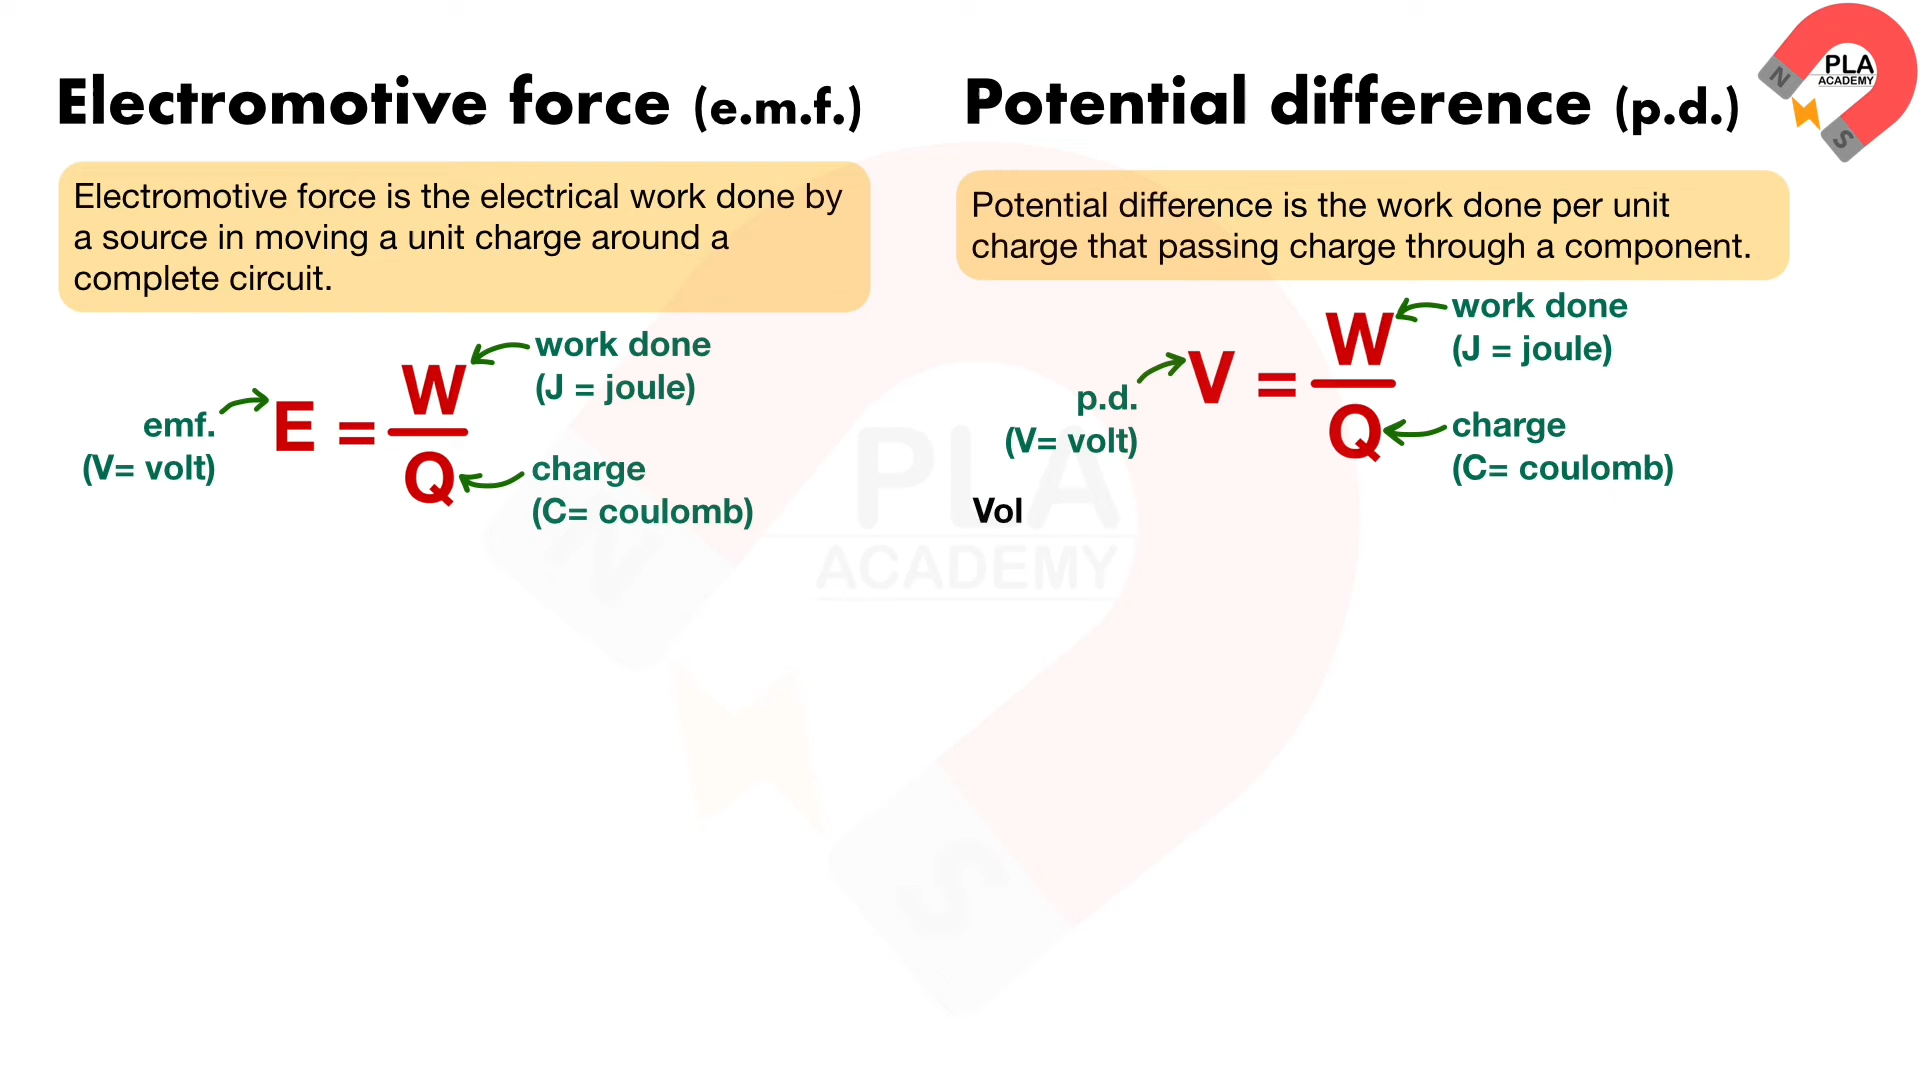 Electromotive force (e.m.f.)
Electromotive force is the electrical work done by
a source in moving a unit charge around a
complete circuit.
emf.
(V= volt)
E = W
Q
work done
(J = joule)
charge
(C= coulomb)
Potential difference (p.d.)
Potential difference is the work done per unit
charge that passing charge through a component.
p.d.
(V= volt)
V = W
Q
work done
(J = joule)
charge
(C= coulomb)
Vol
PLA
ACADEMY
N
S
PLA
ACADEMY
N
S